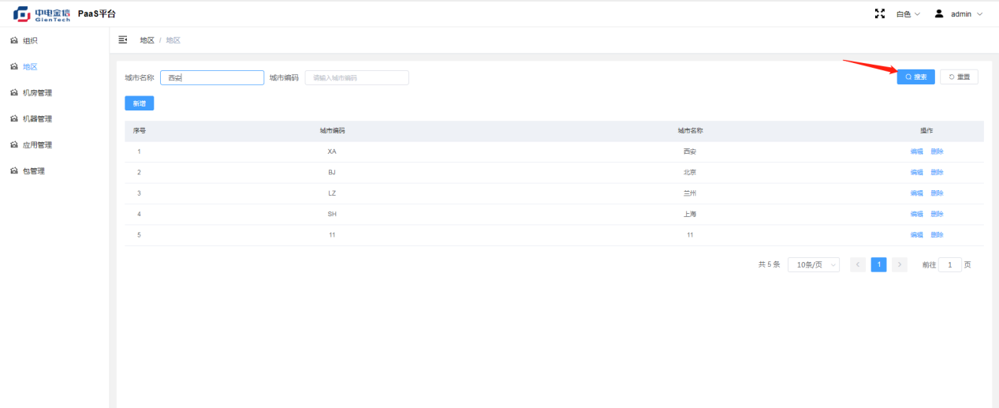 中电金信 GienTech PaaS平台 白色 admin
组织
地区
机房管理
机器管理
应用管理
包管理
地区 / 地区
城市名称 西安 城市编码 请输入城市编码 搜索 重置
新增
序号 城市编码 城市名称 操作
1 XA 西安 编辑 删除
2 BJ 北京 编辑 删除
3 LZ 兰州 编辑 删除
4 SH 上海 编辑 删除
5 11 11 编辑 删除
共 5 条 10条/页 < 1 > 前往 1 页